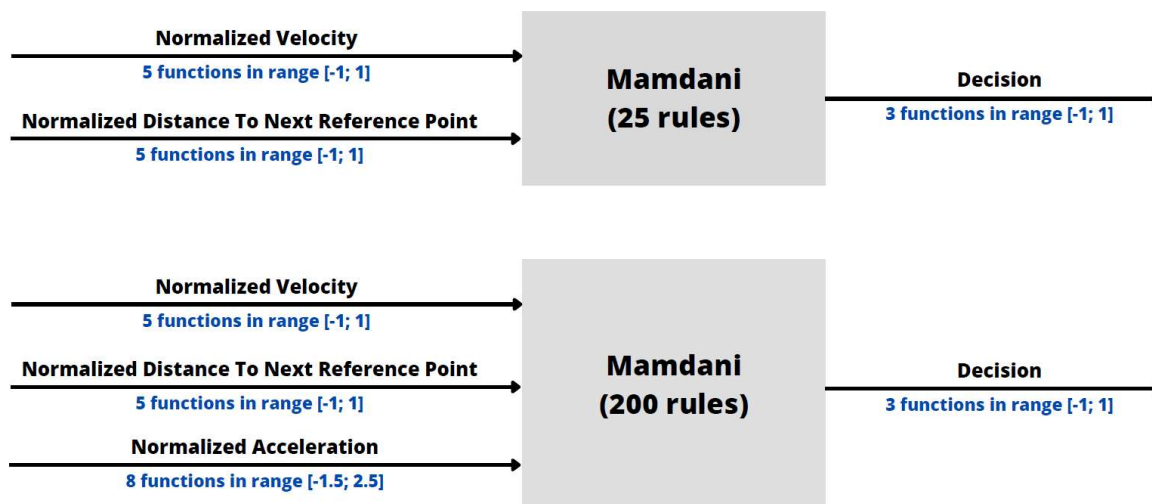 Normalized Velocity
5 functions in range [-1; 1]
Normalized Distance To Next Reference Point
5 functions in range [-1; 1]
Mamdani
(25 rules)
Decision
3 functions in range [-1; 1]
Normalized Velocity
5 functions in range [-1; 1]
Normalized Distance To Next Reference Point
5 functions in range [-1; 1]
Normalized Acceleration
8 functions in range [-1.5; 2.5]
Mamdani
(200 rules)
Decision
3 functions in range [-1; 1]